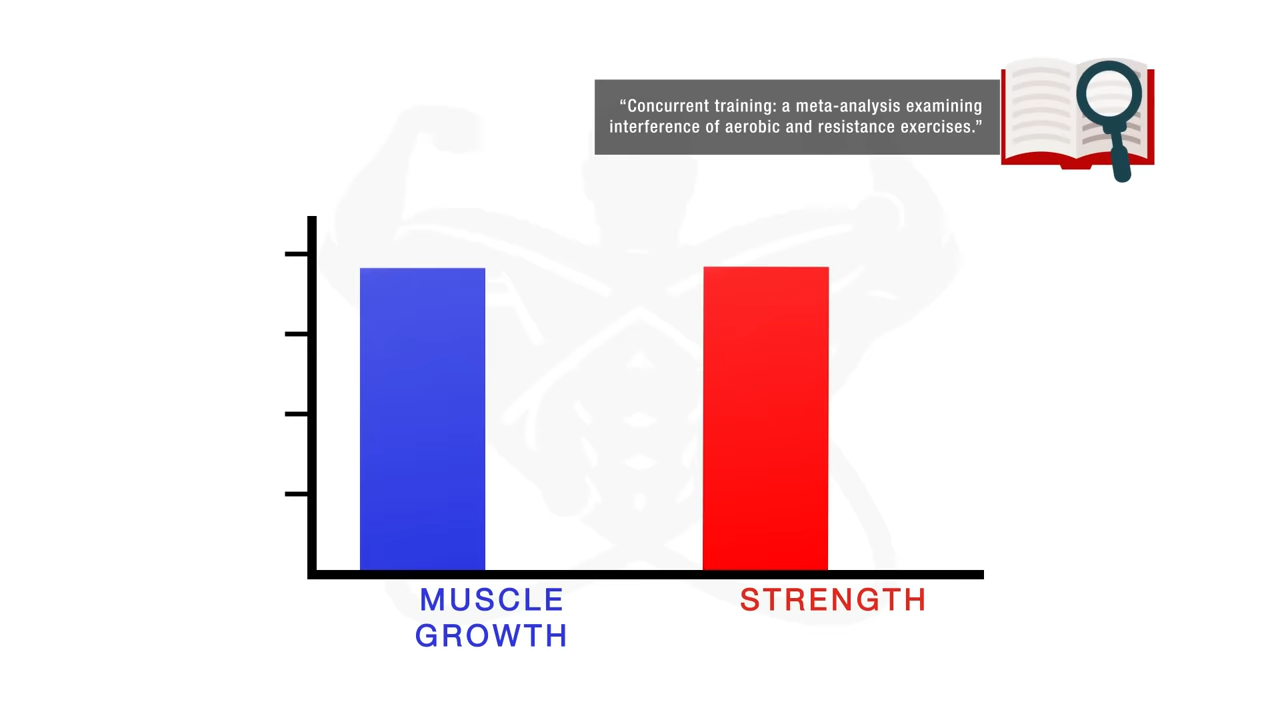 “Concurrent training: a meta-analysis examining
interference of aerobic and resistance exercises.”
MUSCLE
GROWTH
STRENGTH